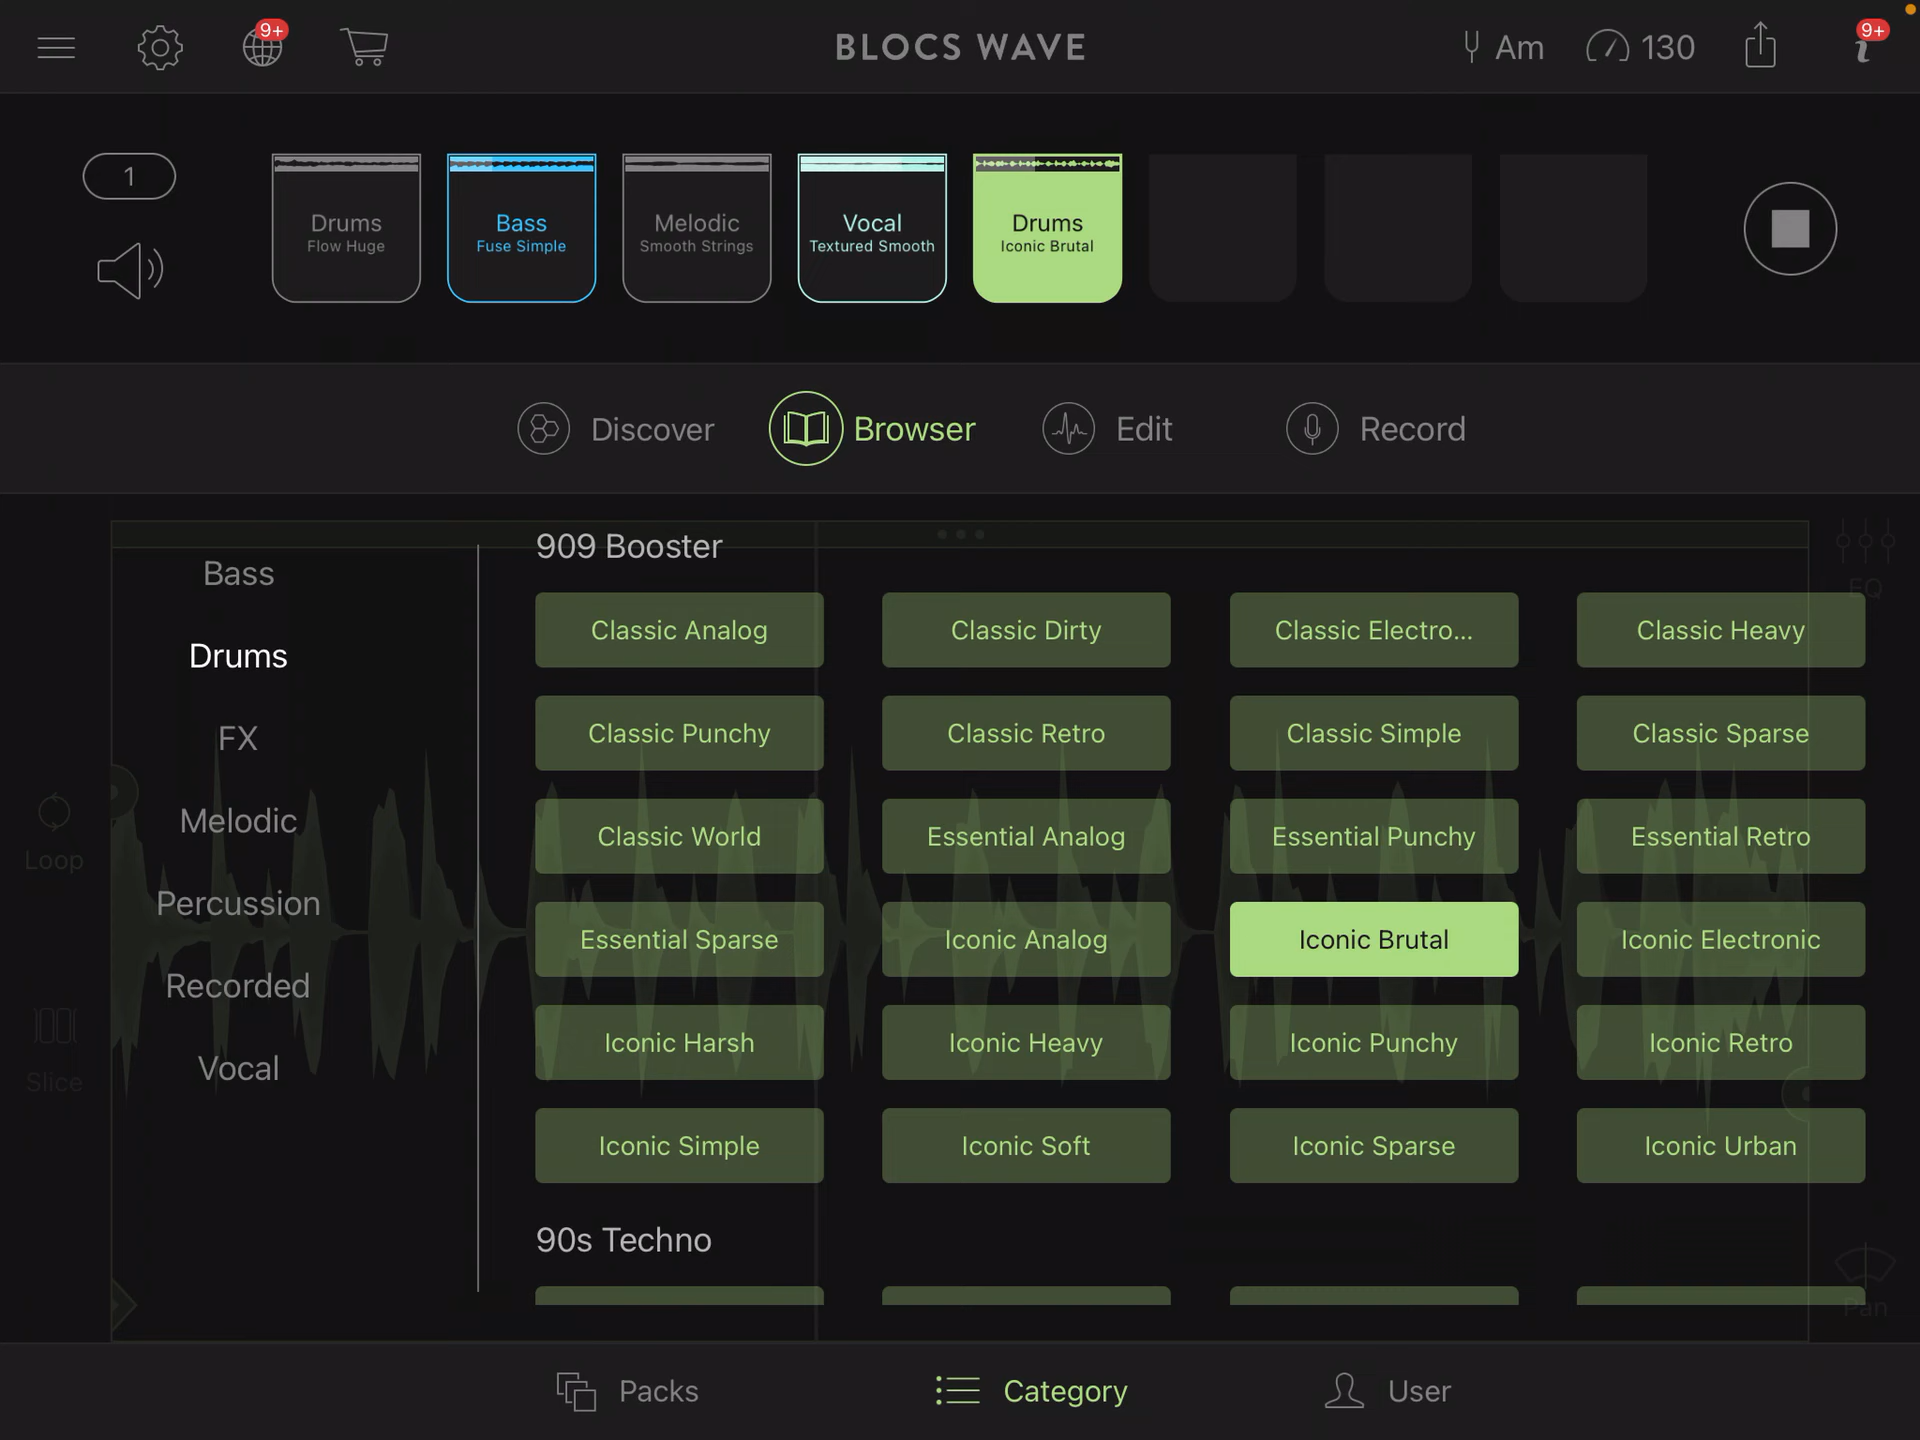 9+
BLOCS WAVE
Am
130
9+
1
Drums
Flow Huge
Bass
Fuse Simple
Melodic
Smooth Strings
Vocal
Textured Smooth
Drums
Iconic Brutal
Discover
Browser
Edit
Record
Bass
Drums
FX
Melodic
Percussion
Recorded
Vocal
Loop
Slice
909 Booster
Classic Analog
Classic Dirty
Classic Electro...
Classic Heavy
Classic Punchy
Classic Retro
Classic Simple
Classic Sparse
Classic World
Essential Analog
Essential Punchy
Essential Retro
Essential Sparse
Iconic Analog
Iconic Brutal
Iconic Electronic
Iconic Harsh
Iconic Heavy
Iconic Punchy
Iconic Retro
Iconic Simple
Iconic Soft
Iconic Sparse
Iconic Urban
90s Techno
EQ
Pan
Packs
Category
User